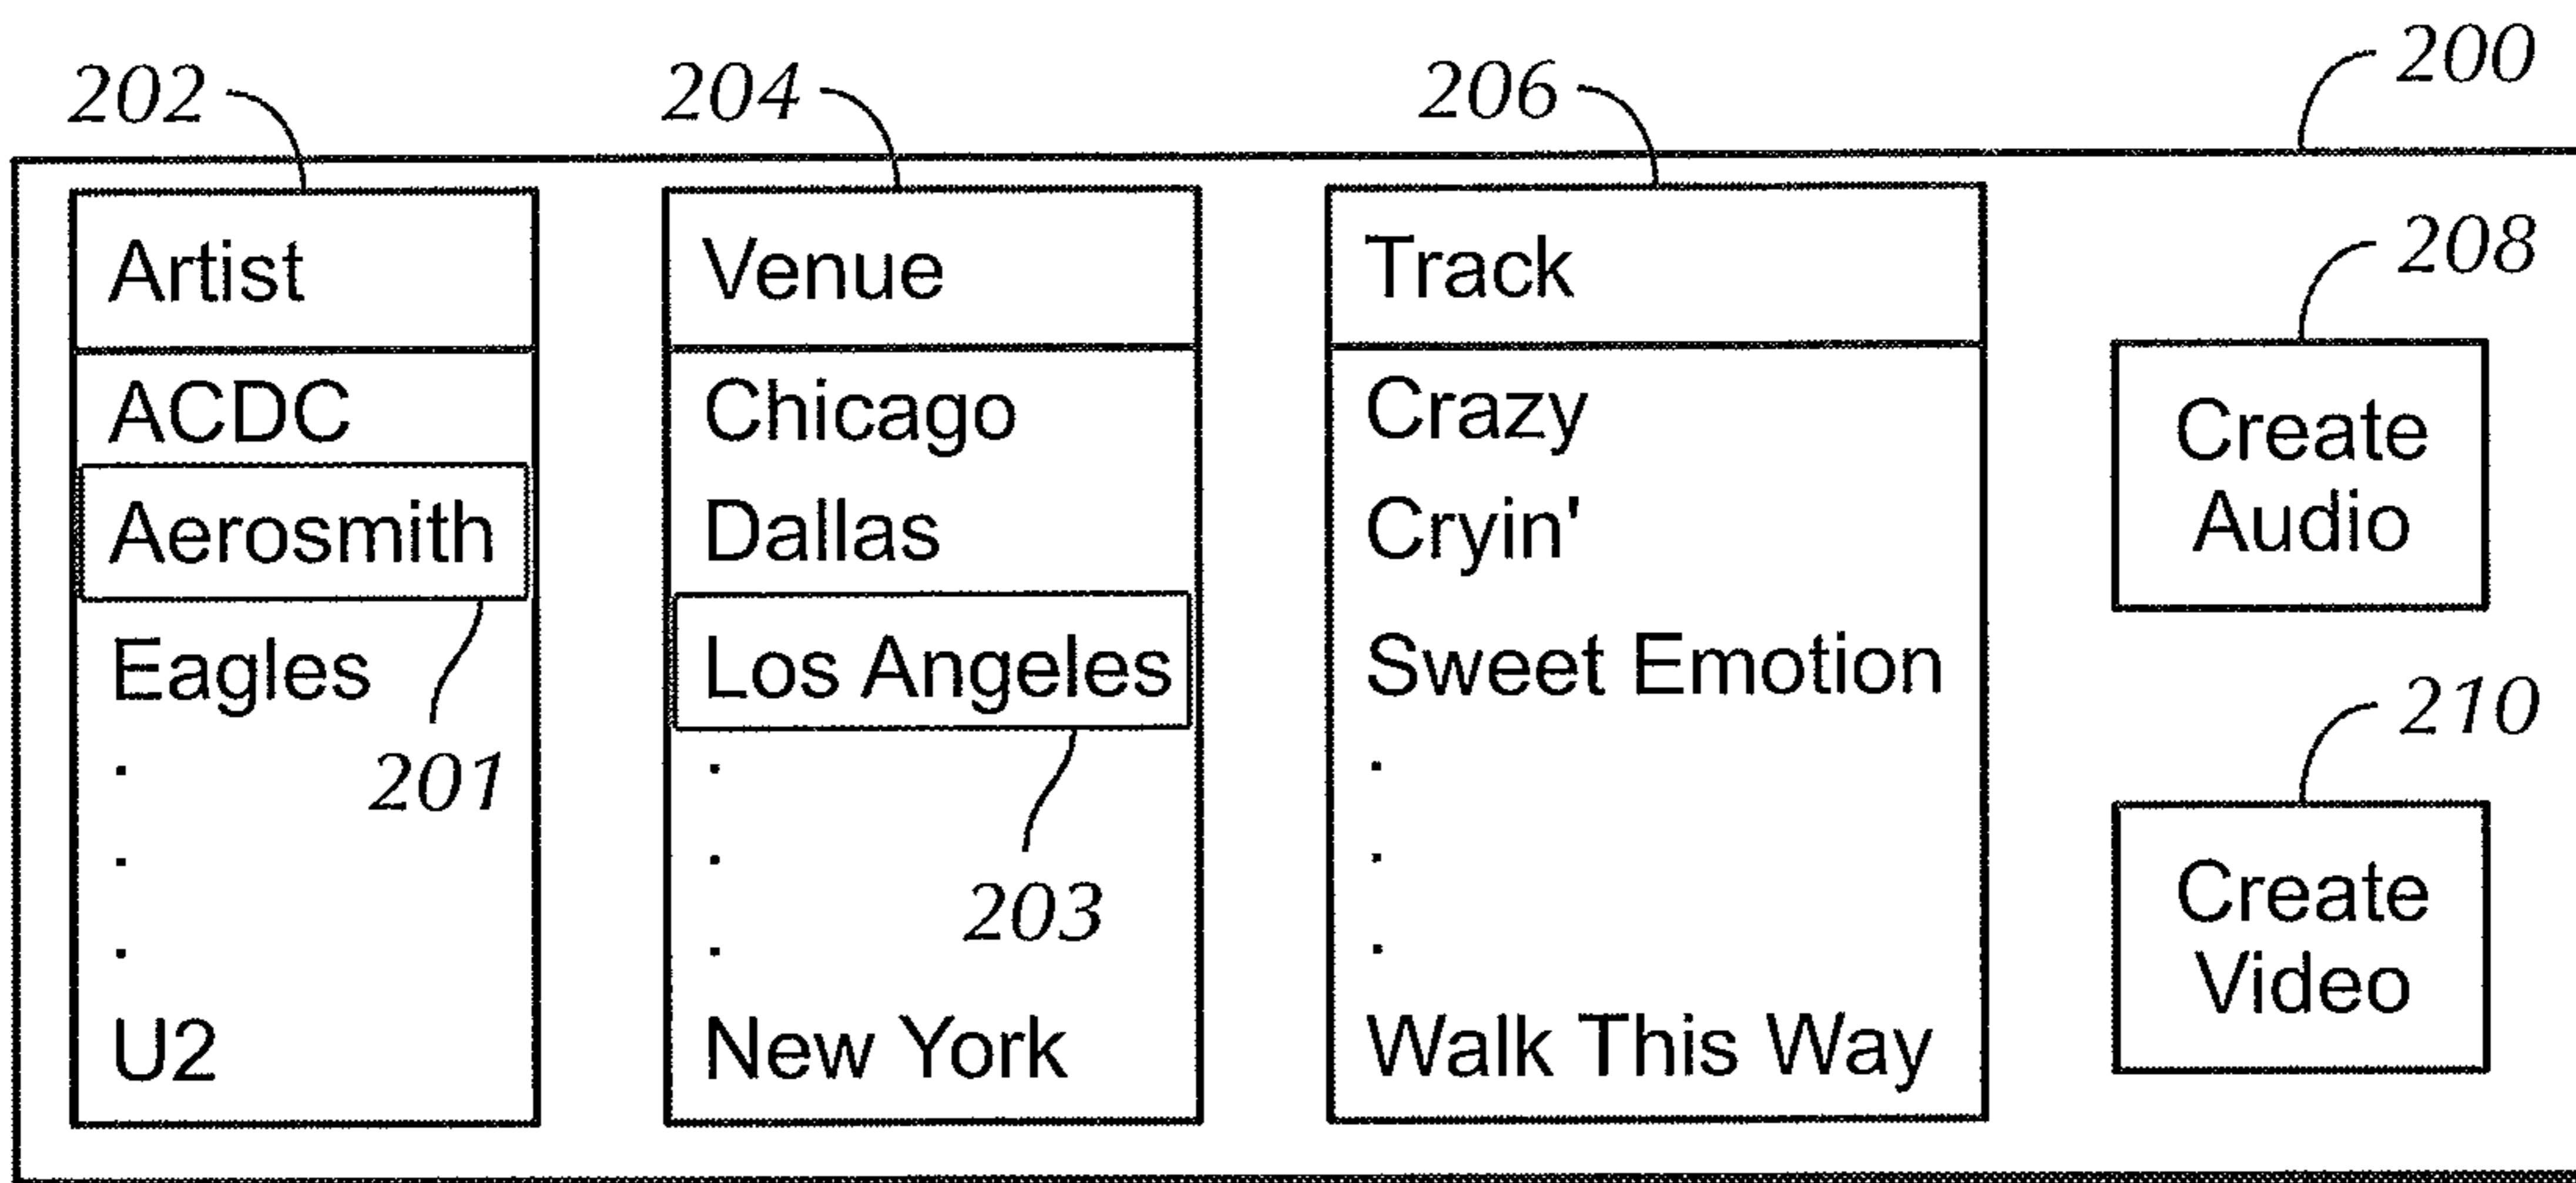 202
204
206
200
Artist
ACDC
Aerosmith
Eagles
.
.
.
U2
201
Venue
Chicago
Dallas
Los Angeles
.
.
.
New York
203
Track
Crazy
Cryin'
Sweet Emotion
.
.
.
Walk This Way
208
Create
Audio
210
Create
Video